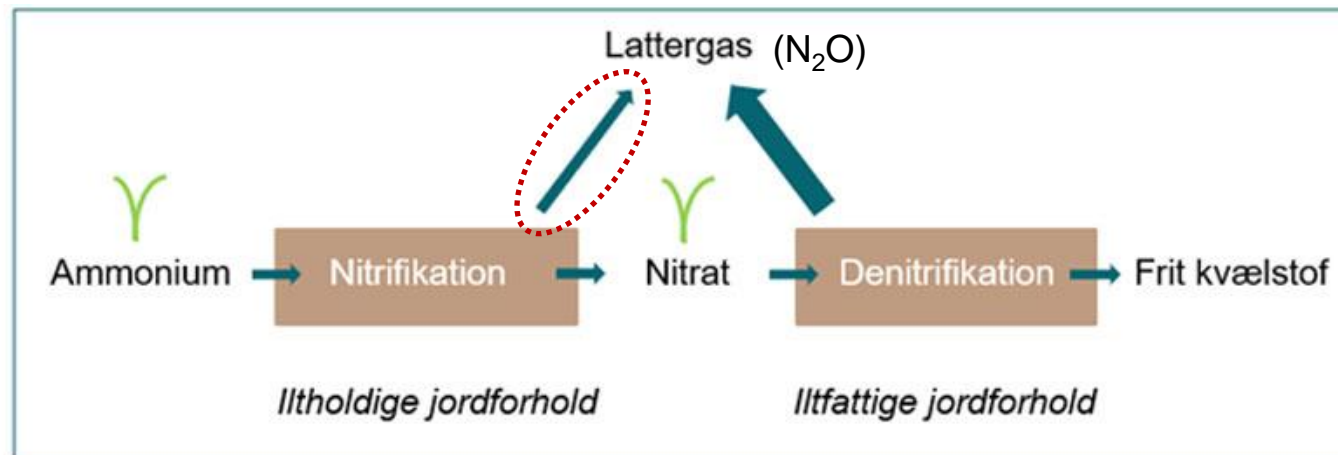 Lattergas (N₂O)
Ammonium Nitrifikation Nitrat Denitrifikation Frit kvælstof
Iltholdige jordforhold Iltfattige jordforhold